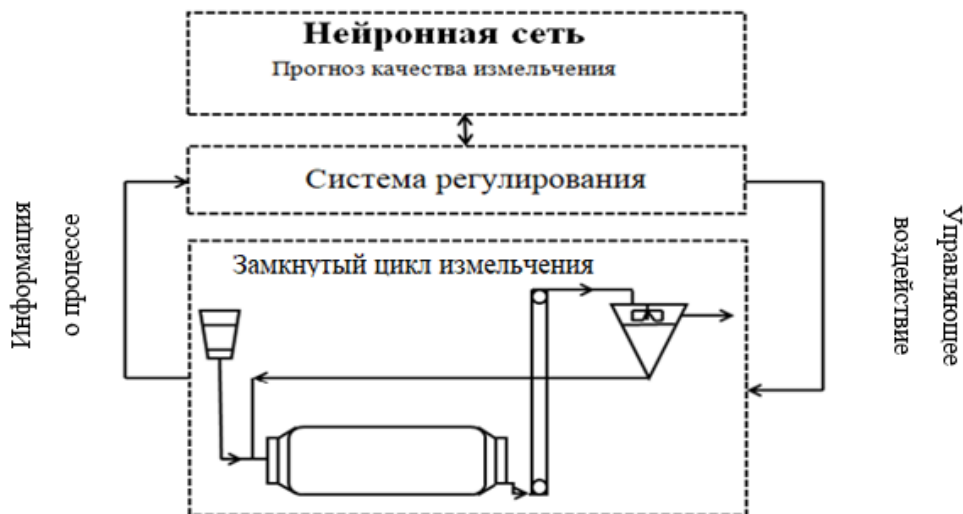 Нейронная сеть
Прогноз качества измельчения
Система регулирования
Информация
о процессе
Управляющее
воздействие
Замкнутый цикл измельчения